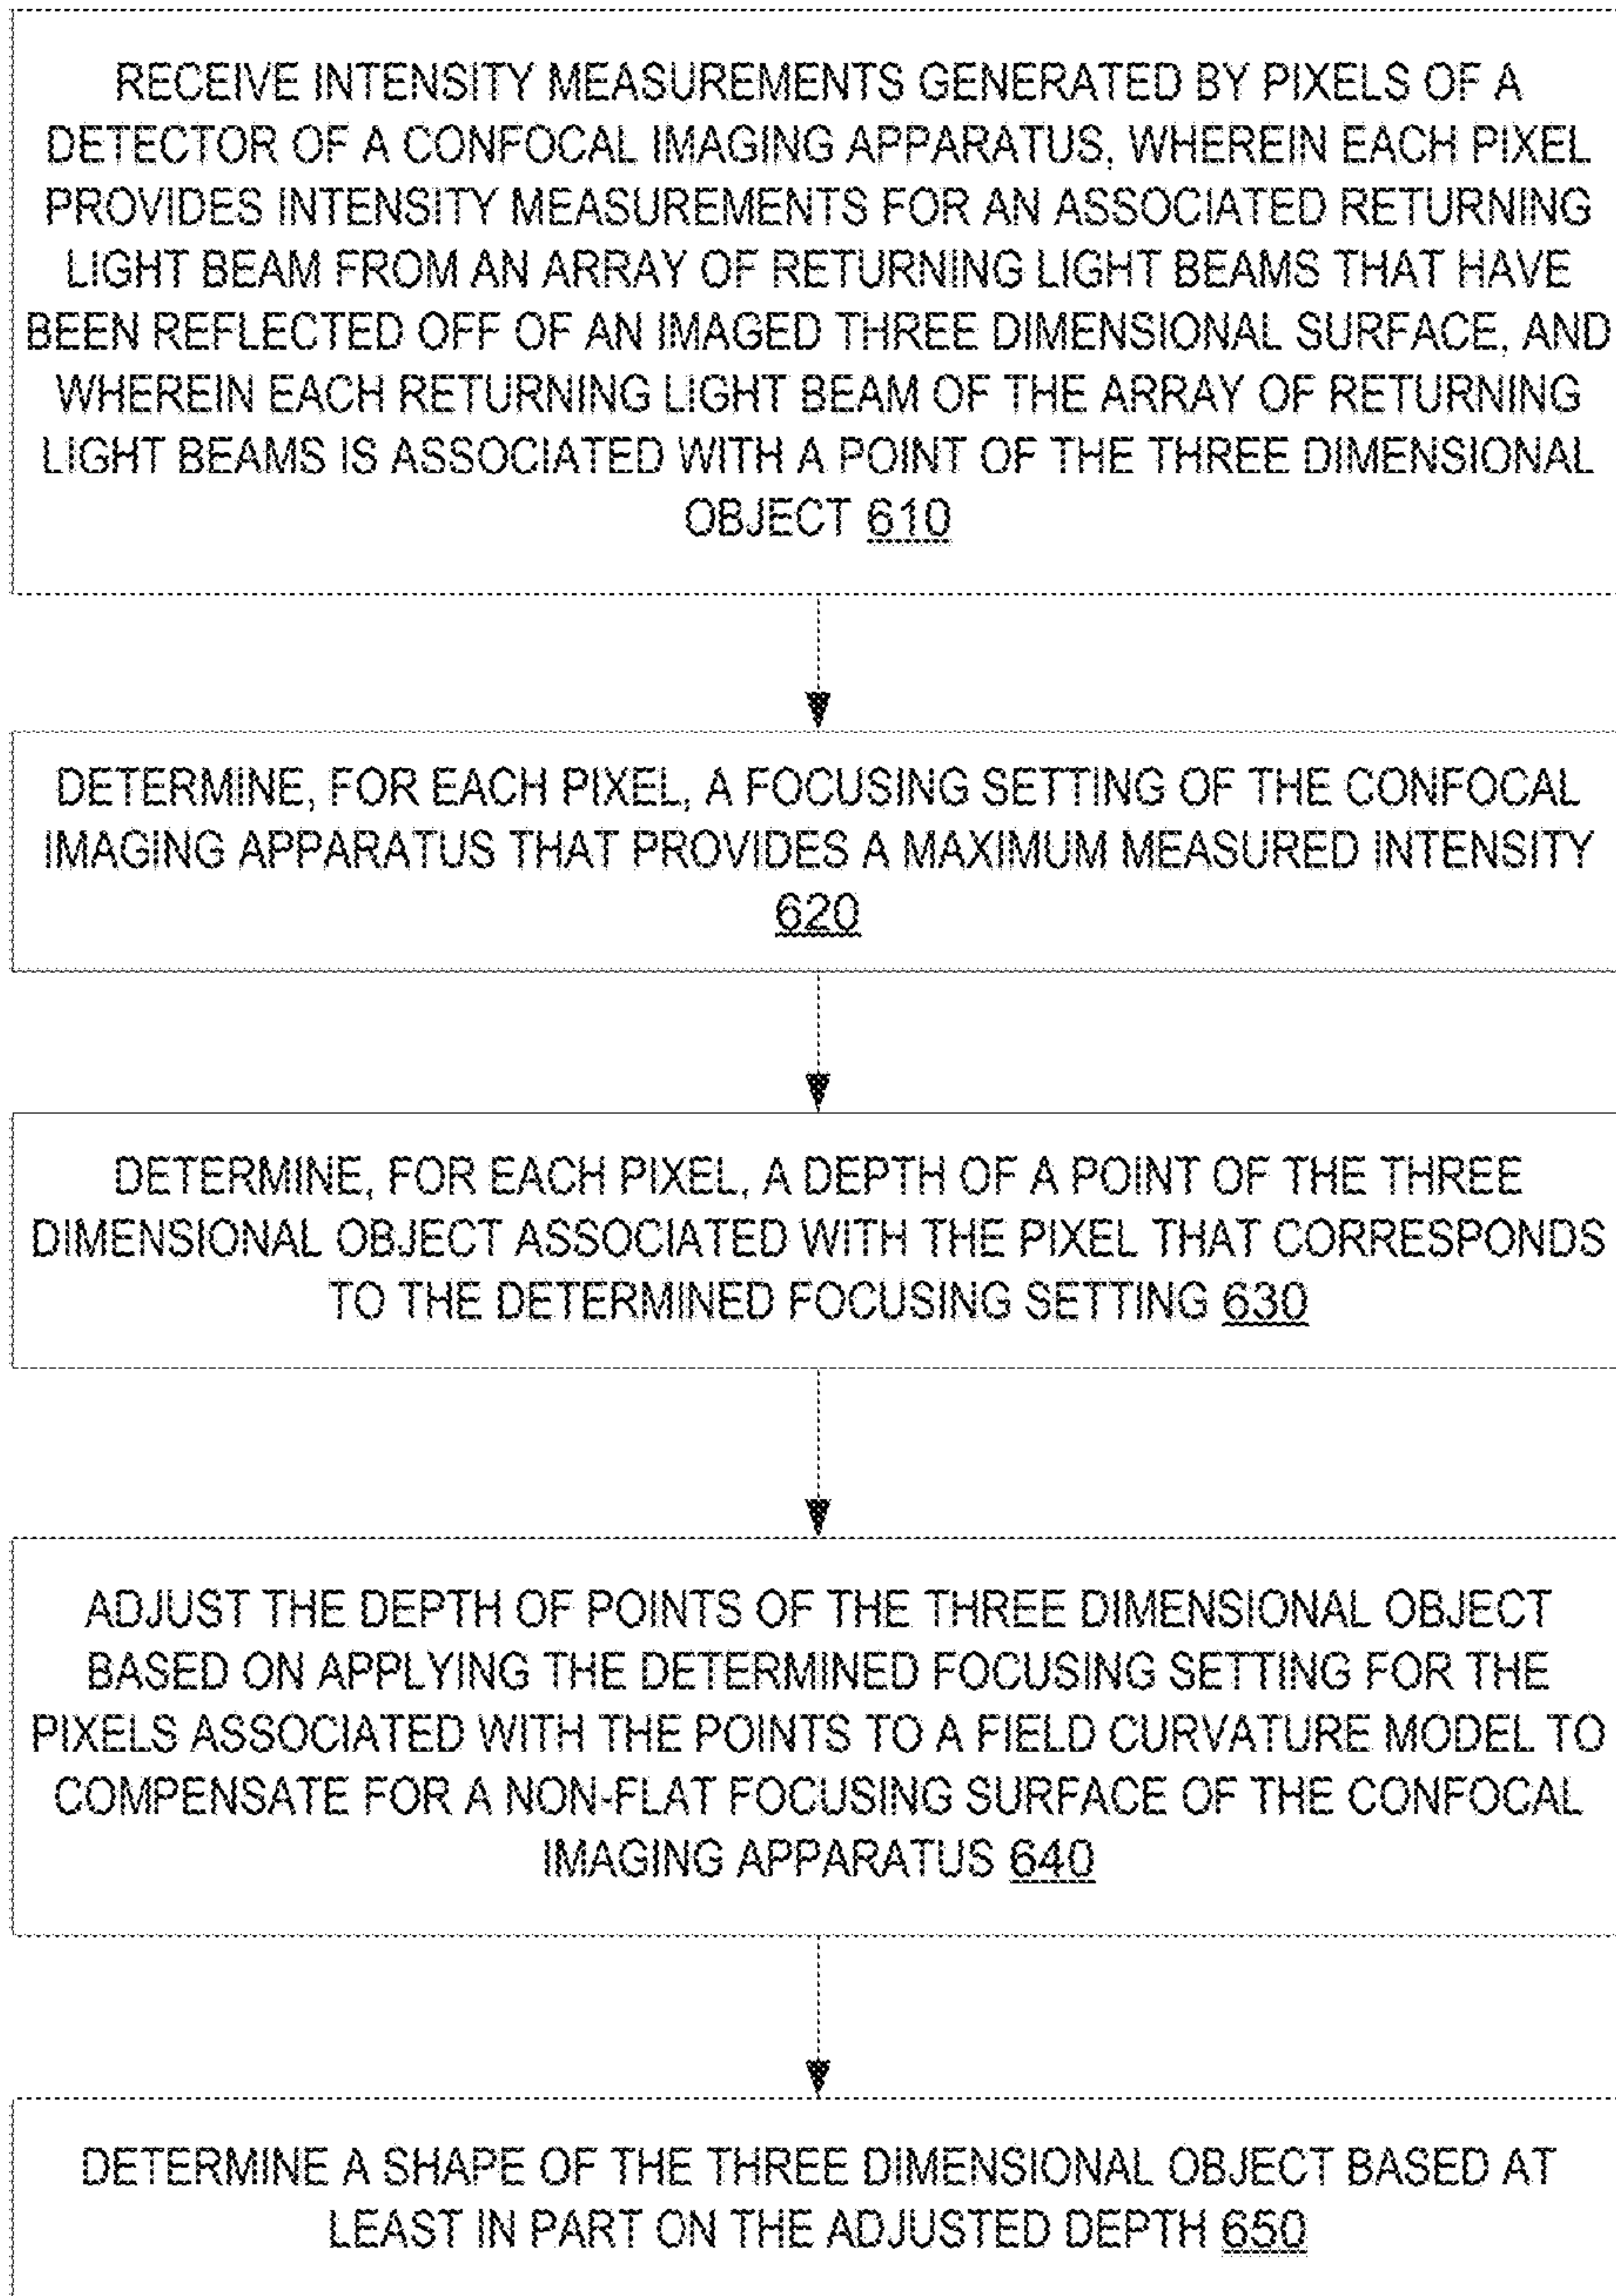 RECEIVE INTENSITY MEASUREMENTS GENERATED BY PIXELS OF A
DETECTOR OF A CONFOCAL IMAGING APPARATUS, WHEREIN EACH PIXEL
PROVIDES INTENSITY MEASUREMENTS FOR AN ASSOCIATED RETURNING
LIGHT BEAM FROM AN ARRAY OF RETURNING LIGHT BEAMS THAT HAVE
BEEN REFLECTED OFF OF AN IMAGED THREE DIMENSIONAL SURFACE, AND
WHEREIN EACH RETURNING LIGHT BEAM OF THE ARRAY OF RETURNING
LIGHT BEAMS IS ASSOCIATED WITH A POINT OF THE THREE DIMENSIONAL
OBJECT 610
DETERMINE, FOR EACH PIXEL, A FOCUSING SETTING OF THE CONFOCAL
IMAGING APPARATUS THAT PROVIDES A MAXIMUM MEASURED INTENSITY
620
DETERMINE, FOR EACH PIXEL, A DEPTH OF A POINT OF THE THREE
DIMENSIONAL OBJECT ASSOCIATED WITH THE PIXEL THAT CORRESPONDS
TO THE DETERMINED FOCUSING SETTING 630
ADJUST THE DEPTH OF POINTS OF THE THREE DIMENSIONAL OBJECT
BASED ON APPLYING THE DETERMINED FOCUSING SETTING FOR THE
PIXELS ASSOCIATED WITH THE POINTS TO A FIELD CURVATURE MODEL TO
COMPENSATE FOR A NON-FLAT FOCUSING SURFACE OF THE CONFOCAL
IMAGING APPARATUS 640
DETERMINE A SHAPE OF THE THREE DIMENSIONAL OBJECT BASED AT
LEAST IN PART ON THE ADJUSTED DEPTH 650